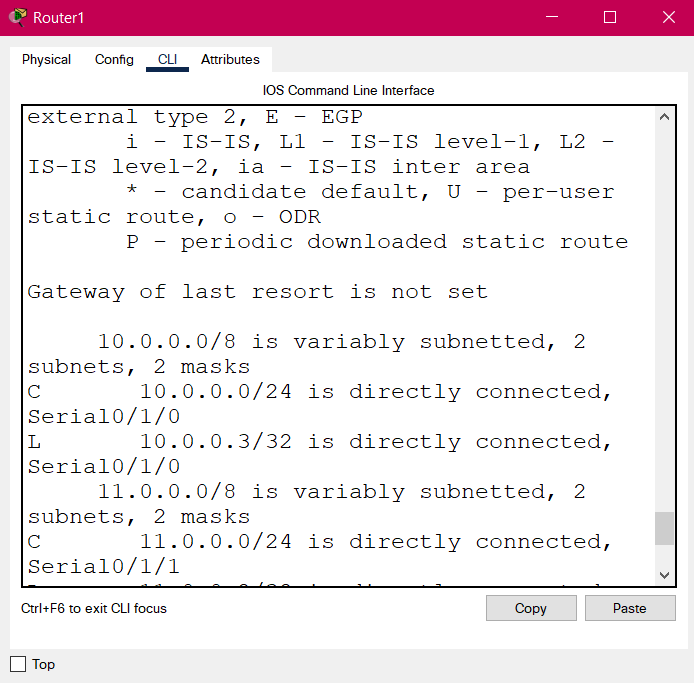 Router1
Physical Config CLI Attributes
IOS Command Line Interface
external type 2, E - EGP
i - IS-IS, L1 - IS-IS level-1, L2 -
IS-IS level-2, ia - IS-IS inter area
* - candidate default, U - per-user
static route, o - ODR
P - periodic downloaded static route
Gateway of last resort is not set
10.0.0.0/8 is variably subnetted, 2
subnets, 2 masks
C 10.0.0.0/24 is directly connected,
Serial0/1/0
L 10.0.0.3/32 is directly connected,
Serial0/1/0
11.0.0.0/8 is variably subnetted, 2
subnets, 2 masks
C 11.0.0.0/24 is directly connected,
Serial0/1/1
Ctrl+F6 to exit CLI focus
Copy Paste
Top